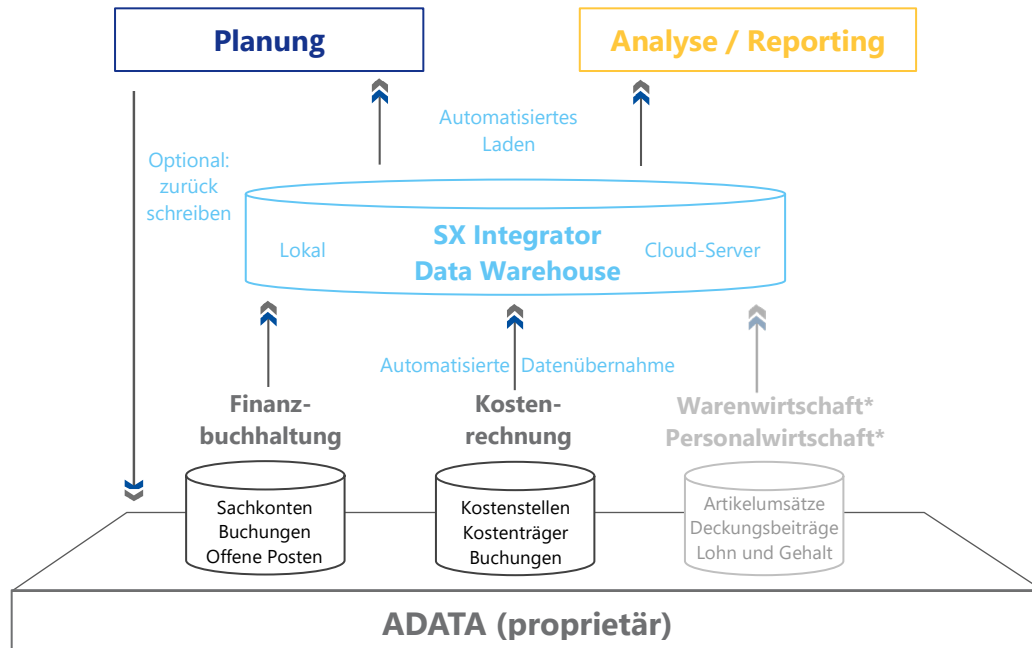 Planung
Analyse / Reporting
Automatisiertes
Laden
Optional:
zurück
schreiben
SX Integrator
Data Warehouse
Lokal
Cloud-Server
Automatisierte Datenübernahme
Finanz-
buchhaltung
Kosten-
rechnung
Warenwirtschaft*
Personalwirtschaft*
Sachkonten
Buchungen
Offene Posten
Kostenstellen
Kostenträger
Buchungen
Artikelumsätze
Deckungsbeiträge
Lohn und Gehalt
ADATA (proprietär)